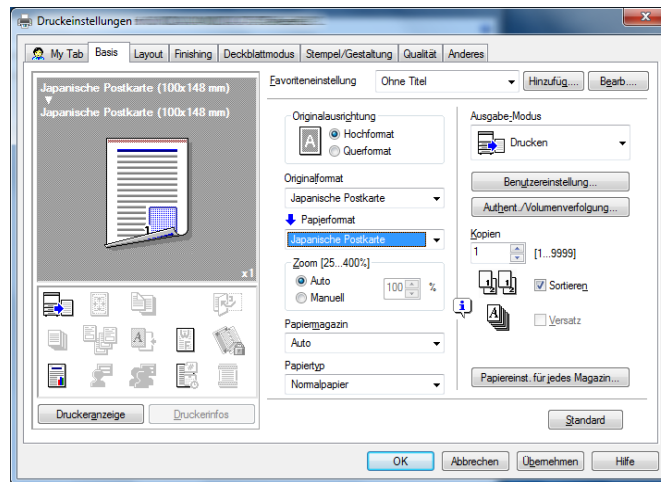 Druckeinstellungen
My Tab
Basis
Layout
Finishing
Deckblattmodus
Stempel/Gestaltung
Qualität
Anderes
Japanische Postkarte (100x148 mm)
Japanische Postkarte (100x148 mm)
1
x1
Druckeranzeige
Druckerinfos
Favoriteneinstellung
Ohne Titel
Hinzufüg....
Bearb....
Originalausrichtung
A
Hochformat
Querformat
Originalformat
Japanische Postkarte
Papierformat
Japanische Postkarte
Zoom [25...400%]
Auto
Manuell
100
%
Papiermagazin
Auto
Papiertyp
Normalpapier
Ausgabe-Modus
Drucken
Benutzereinstellung...
Authent./Volumenverfolgung...
Kopien
1
[1...9999]
Sortieren
Versatz
Papiereinst. für jedes Magazin...
Standard
OK
Abbrechen
Übernehmen
Hilfe